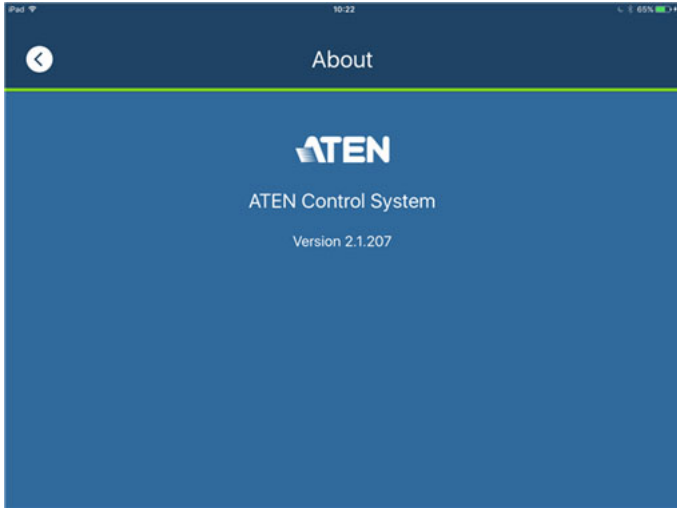 iPad 10:22 65%
About
ATEN
ATEN Control System
Version 2.1.207